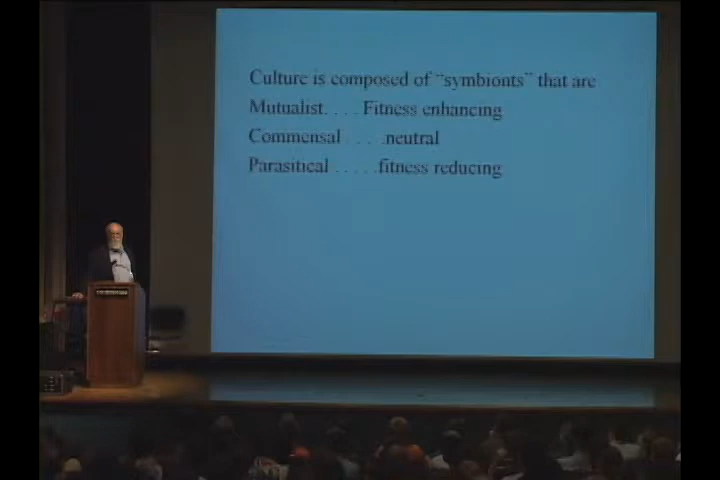 Culture is composed of “symbionts” that are
Mutualist. . . . Fitness enhancing
Commensal . . . .neutral
Parasitical . . . . .fitness reducing